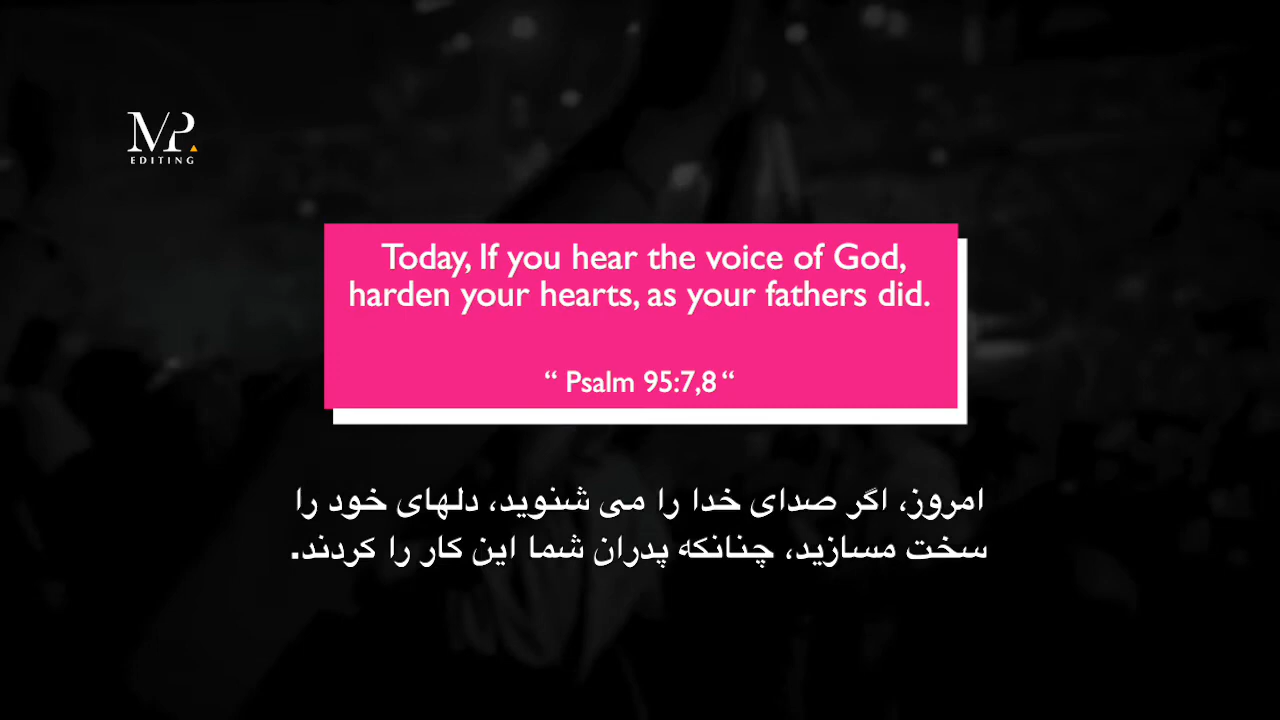 MP.
EDITING
Today, If you hear the voice of God,
harden your hearts, as your fathers did.
“ Psalm 95:7,8 “
امروز، اگر صدای خدا را می شنوید، دلهای خود را
سخت مسازید، چنانکه پدران شما این کار را کردند.